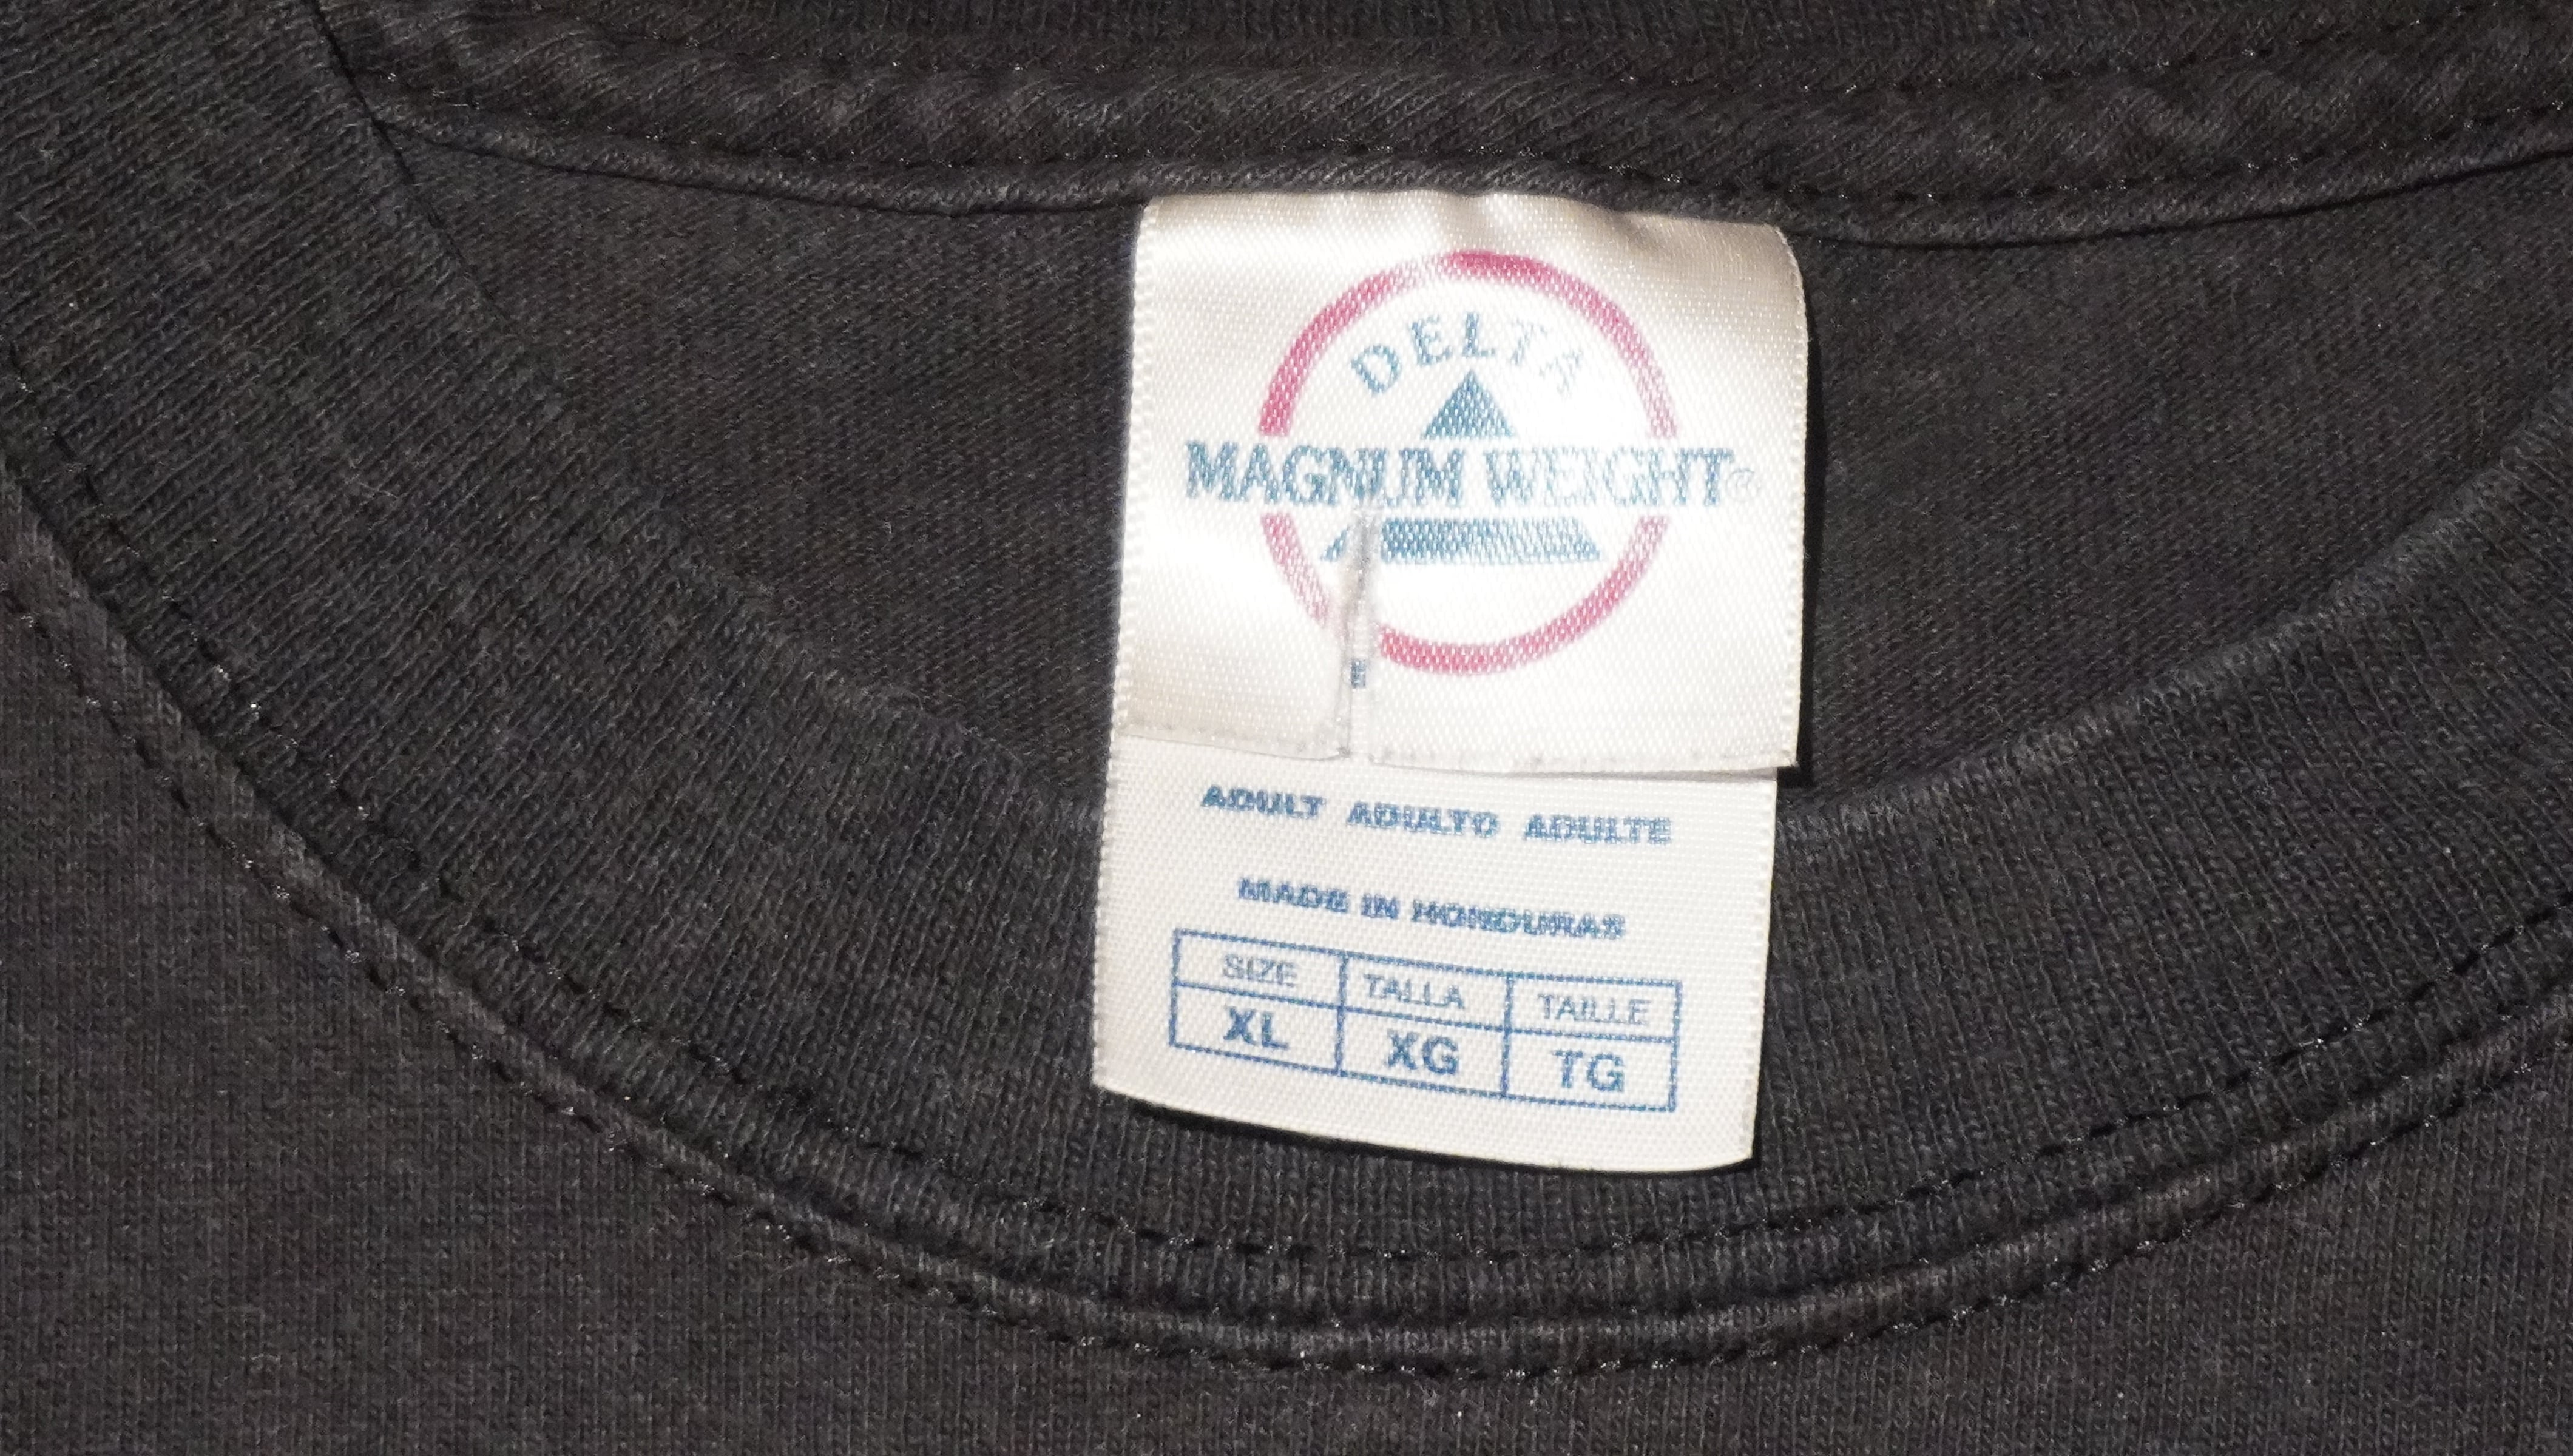 DELTA
MAGNUM WEIGHT®
ADULT ADULTO ADULTE
MADE IN HONDURAS
SIZE TALLA TAILLE
XL XG TG